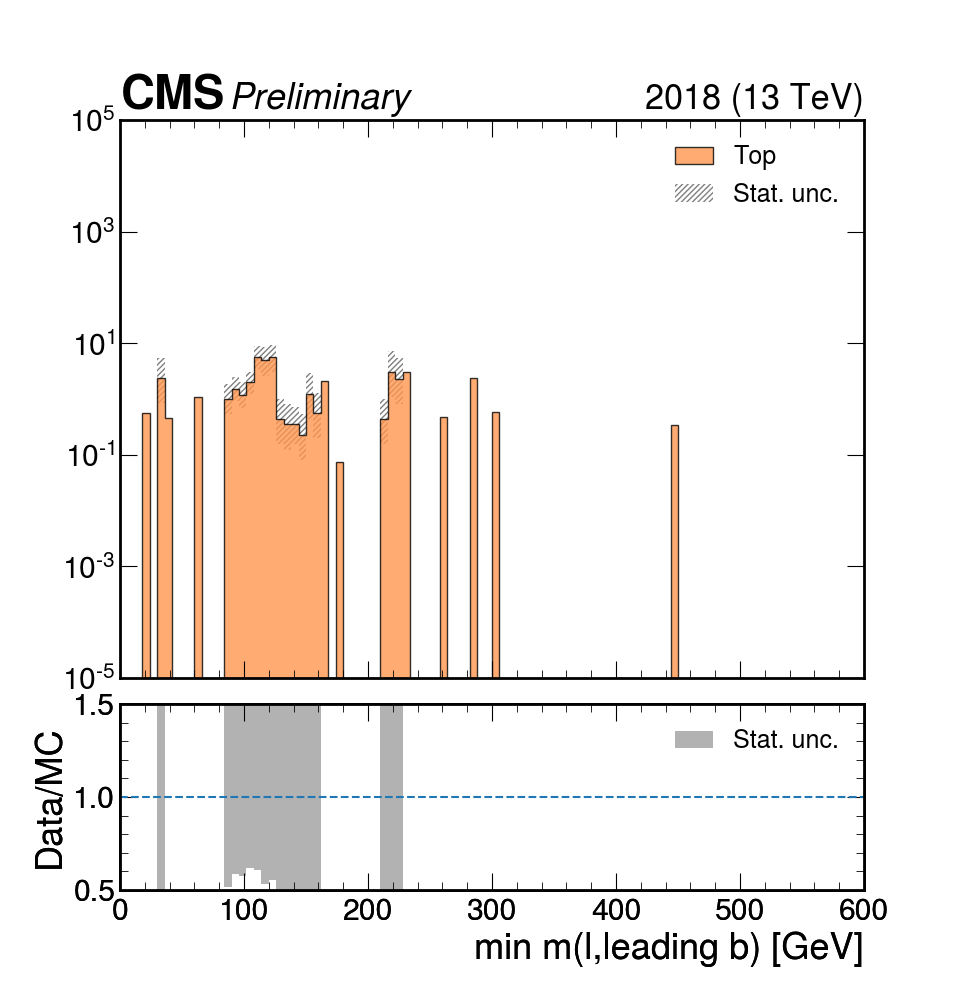 CMS Preliminary 2018 (13 TeV)
10^5
Top
Stat. unc.
10^3
10^1
10^-1
10^-3
10^-5
1.5
Stat. unc.
Data/MC
1.0
0.5
0 100 200 300 400 500 600
min m(l,leading b) [GeV]